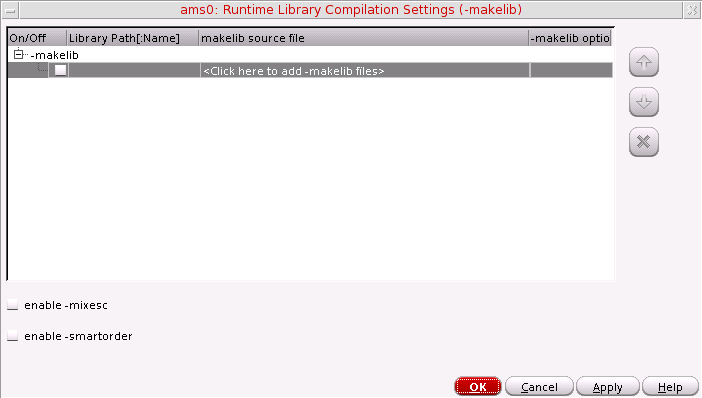 ams0: Runtime Library Compilation Settings (-makelib)
On/Off Library Path[:Name] makelib source file -makelib optio
-makelib
<Click here to add -makelib files>
enable -mixesc
enable -smartorder
OK Cancel Apply Help